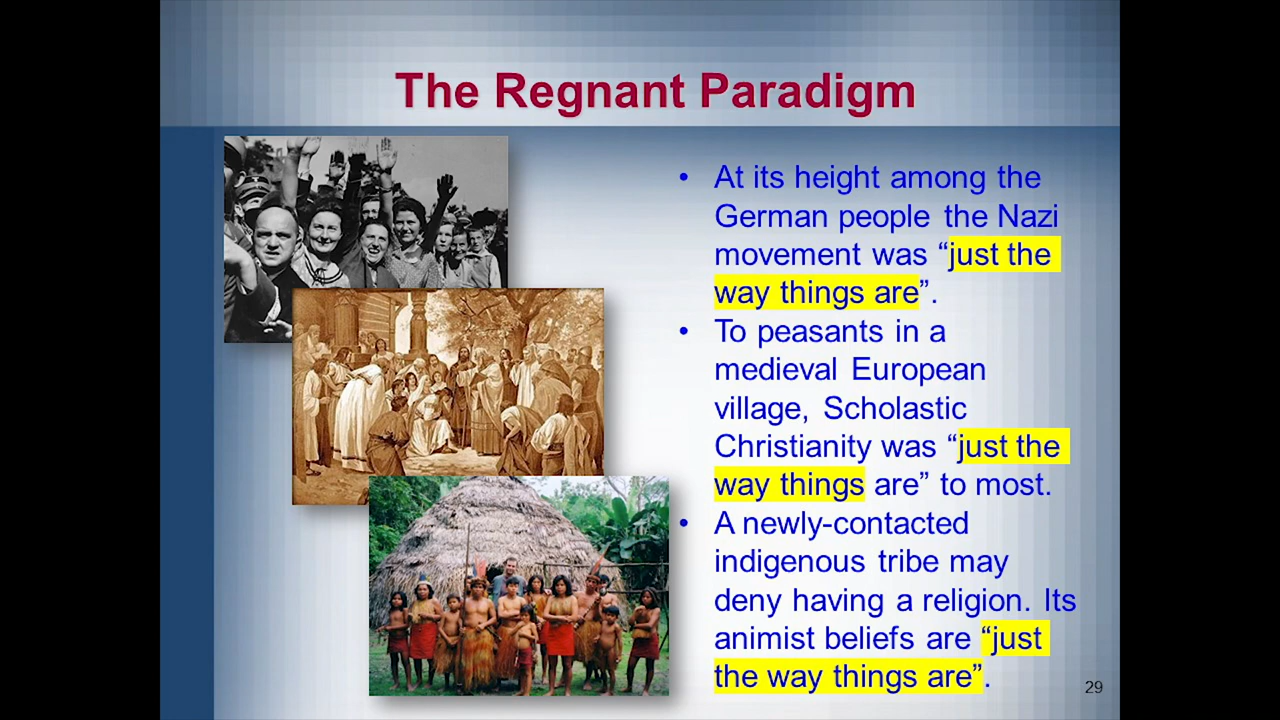 The Regnant Paradigm
• At its height among the
German people the Nazi
movement was “just the
way things are”.
• To peasants in a
medieval European
village, Scholastic
Christianity was “just the
way things are” to most.
• A newly-contacted
indigenous tribe may
deny having a religion. Its
animist beliefs are “just
the way things are”.
29